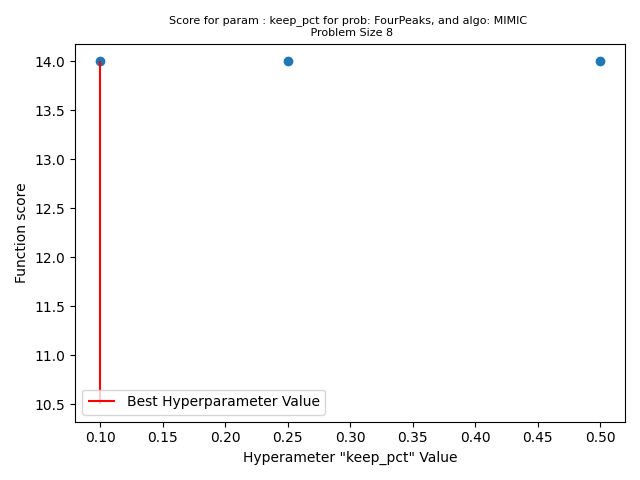 Score for param : keep_pct for prob: FourPeaks, and algo: MIMIC
Problem Size 8
14.0
13.5
13.0
12.5
12.0
11.5
11.0
10.5
Function score
Best Hyperparameter Value
0.10 0.15 0.20 0.25 0.30 0.35 0.40 0.45 0.50
Hyperameter "keep_pct" Value